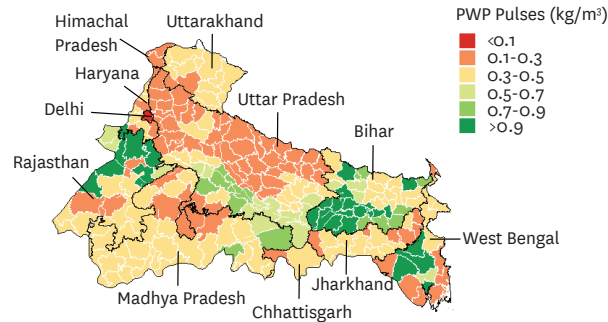 Himachal
Pradesh
Uttarakhand
Haryana
Delhi
Uttar Pradesh
Bihar
Rajasthan
West Bengal
Jharkhand
Madhya Pradesh
Chhattisgarh
PWP Pulses (kg/m³)
<0.1
0.1-0.3
0.3-0.5
0.5-0.7
0.7-0.9
>0.9